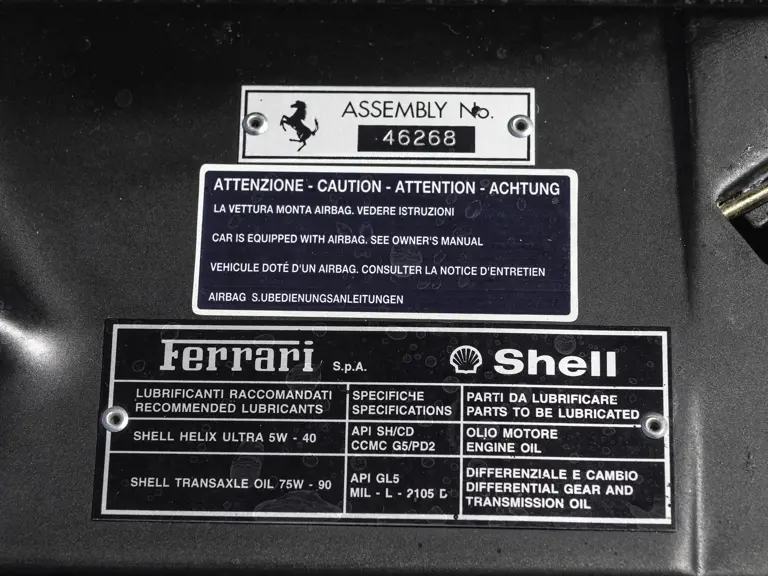 ASSEMBLY No.
46268
ATTENZIONE - CAUTION - ATTENTION - ACHTUNG
LA VETTURA MONTA AIRBAG. VEDERE ISTRUZIONI
CAR IS EQUIPPED WITH AIRBAG. SEE OWNER'S MANUAL
VEHICULE DOTÉ D'UN AIRBAG. CONSULTER LA NOTICE D'ENTRETIEN
AIRBAG S.UBEDIENUNGSANLEITUNGEN
Ferrari S.p.A.
Shell
LUBRIFICANTI RACCOMANDATI
RECOMMENDED LUBRICANTS
SPECIFICHE
SPECIFICATIONS
PARTI DA LUBRIFICARE
PARTS TO BE LUBRICATED
SHELL HELIX ULTRA 5W - 40
API SH/CD
CCMC G5/PD2
OLIO MOTORE
ENGINE OIL
SHELL TRANSAXLE OIL 75W - 90
API GL5
MIL - L - 2105 D
DIFFERENZIALE E CAMBIO
DIFFERENTIAL GEAR AND
TRANSMISSION OIL